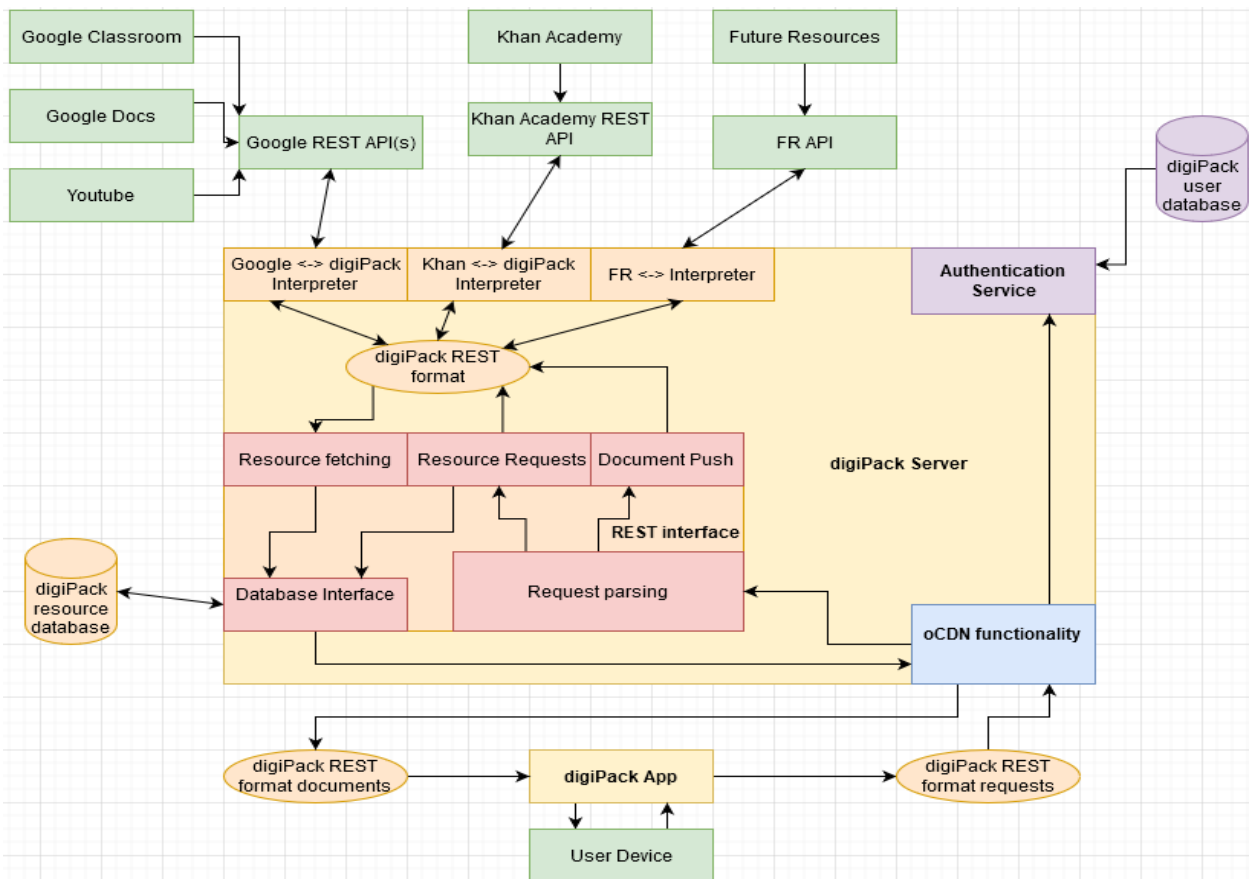 Google Classroom
Khan Academy
Future Resources
Google Docs
Khan Academy REST
API
Google REST API(s)
FR API
Youtube
digiPack
user
database
Google <-> digiPack
Interpreter
Khan <-> digiPack
Interpreter
FR <-> Interpreter
Authentication
Service
digiPack REST
format
Resource fetching
Resource Requests
Document Push
digiPack Server
REST interface
digiPack
resource
database
Database Interface
Request parsing
oCDN functionality
digiPack REST
format documents
digiPack App
digiPack REST
format requests
User Device